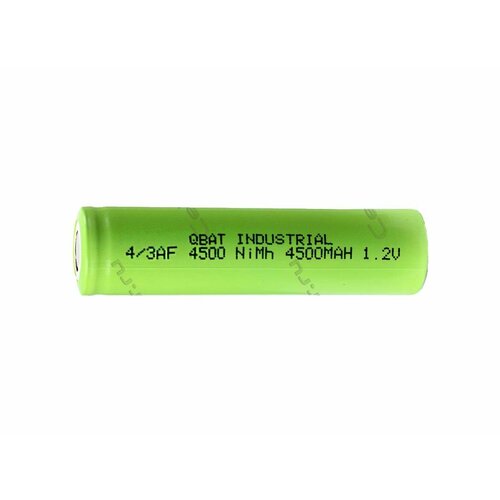 QBAT INDUSTRIAL
4/3AF 4500 NiMh 4500MAH 1.2V